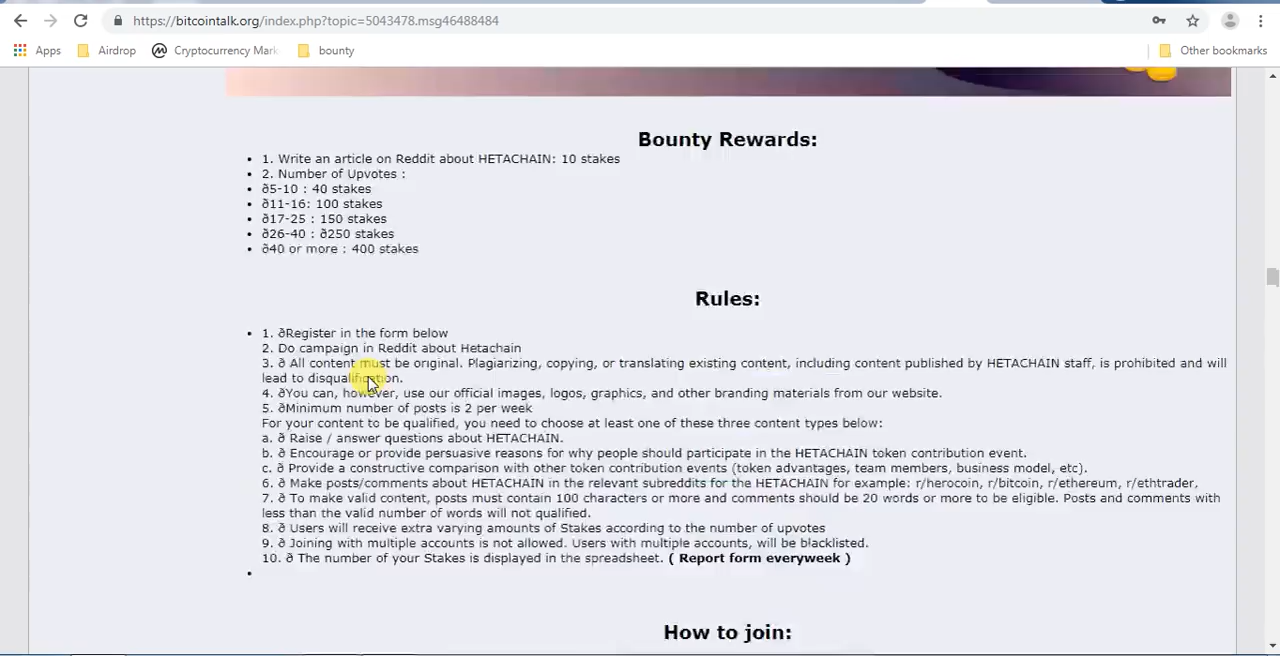 https://bitcointalk.org/index.php?topic=5043478.msg46488484
Apps Airdrop Cryptocurrency Mark bounty Other bookmarks
Bounty Rewards:
• 1. Write an article on Reddit about HETACHAIN: 10 stakes
• 2. Number of Upvotes :
• ð5-10 : 40 stakes
• ð11-16: 100 stakes
• ð17-25 : 150 stakes
• ð26-40 : ð250 stakes
• ð40 or more : 400 stakes
Rules:
• 1. ðRegister in the form below
2. Do campaign in Reddit about Hetachain
3. ð All content must be original. Plagiarizing, copying, or translating existing content, including content published by HETACHAIN staff, is prohibited and will
lead to disqualification.
4. ðYou can, however, use our official images, logos, graphics, and other branding materials from our website.
5. ðMinimum number of posts is 2 per week
For your content to be qualified, you need to choose at least one of these three content types below:
a. ð Raise / answer questions about HETACHAIN.
b. ð Encourage or provide persuasive reasons for why people should participate in the HETACHAIN token contribution event.
c. ð Provide a constructive comparison with other token contribution events (token advantages, team members, business model, etc).
6. ð Make posts/comments about HETACHAIN in the relevant subreddits for the HETACHAIN for example: r/herocoin, r/bitcoin, r/ethereum, r/ethtrader,
7. ð To make valid content, posts must contain 100 characters or more and comments should be 20 words or more to be eligible. Posts and comments with
less than the valid number of words will not qualified.
8. ð Users will receive extra varying amounts of Stakes according to the number of upvotes
9. ð Joining with multiple accounts is not allowed. Users with multiple accounts, will be blacklisted.
10. ð The number of your Stakes is displayed in the spreadsheet. ( Report form everyweek )
•
How to join: